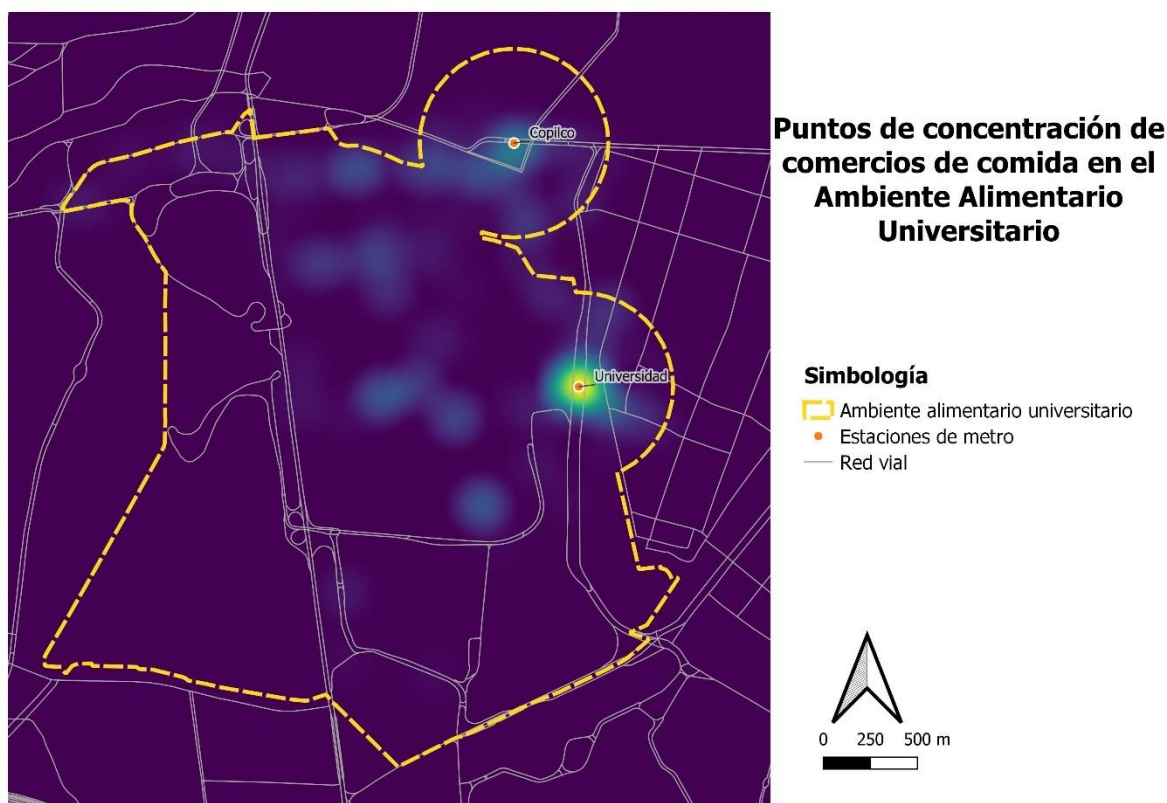 Copilco
Universidad
Puntos de concentración de
comercios de comida en el
Ambiente Alimentario
Universitario
Simbología
Ambiente alimentario universitario
Estaciones de metro
Red vial
0 250 500 m